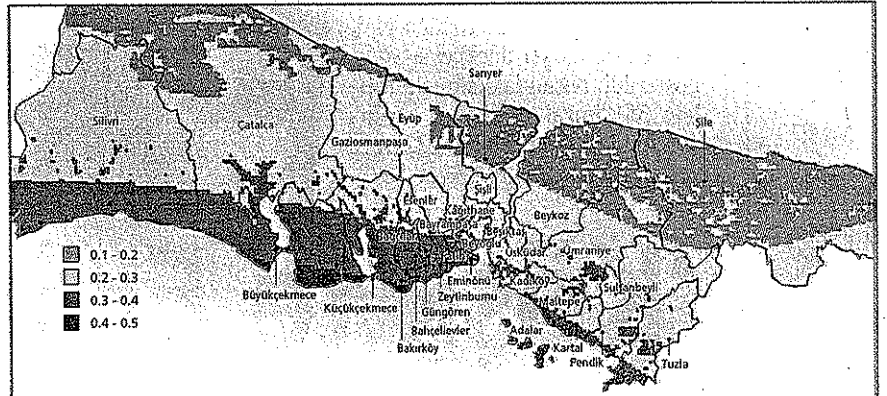 Sarıyer
Şile
Silivri
Çatalca
Eyüp
Gaziosmanpaşa
Şişli
Esenler
Kağıthane
Beykoz
Bayrampaşa
Beşiktaş
Bağcılar
Beyoğlu
Üsküdar
Ümraniye
0.1 - 0.2
0.2 - 0.3
0.3 - 0.4
0.4 - 0.5
Eminönü
Kadıköy
Sultanbeyli
Büyükçekmece
Küçükçekmece
Zeytinburnu
Maltepe
Güngören
Bahçelievler
Bakırköy
Adalar
Kartal
Pendik
Tuzla